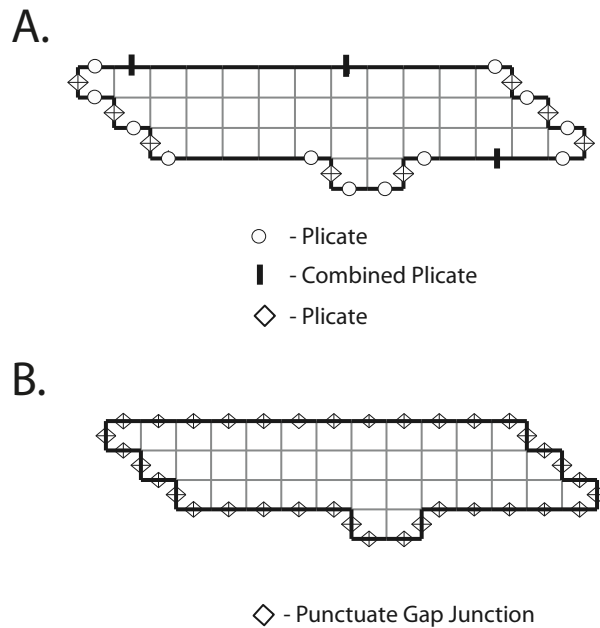 A.
- Plicate
- Combined Plicate
- Plicate
B.
- Punctuate Gap Junction